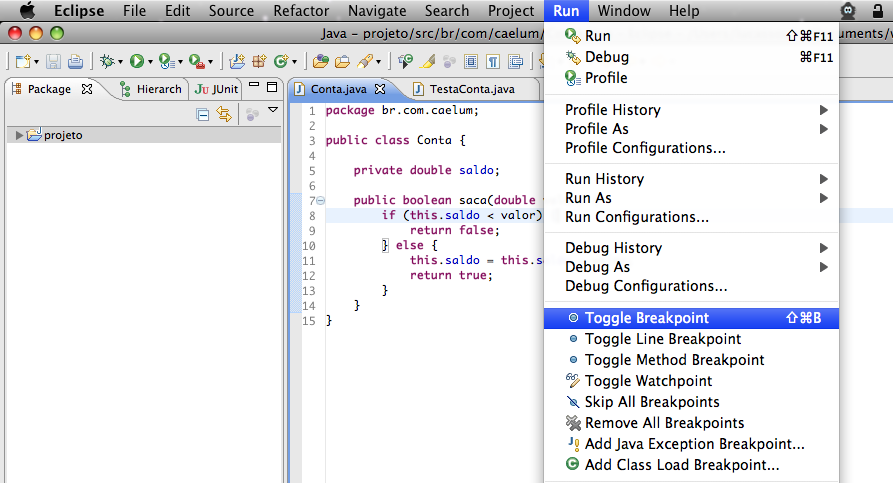 Eclipse File Edit Source Refactor Navigate Search Project Run Window Help
Java – projeto/src/br/com/caelum/
Package Hierarch JUnit
projeto
Conta.java TestaConta.java
1 package br.com.caelum;
2
3 public class Conta {
4
5 private double saldo;
6
7 public boolean saca(double
8 if (this.saldo < valor)
9 return false;
10 } else {
11 this.saldo = this.
12 return true;
13 }
14 }
15 }
Run ⇧⌘F11
Debug ⌘F11
Profile
Profile History
Profile As
Profile Configurations...
Run History
Run As
Run Configurations...
Debug History
Debug As
Debug Configurations...
Toggle Breakpoint ⇧⌘B
Toggle Line Breakpoint
Toggle Method Breakpoint
Toggle Watchpoint
Skip All Breakpoints
Remove All Breakpoints
Add Java Exception Breakpoint...
Add Class Load Breakpoint...